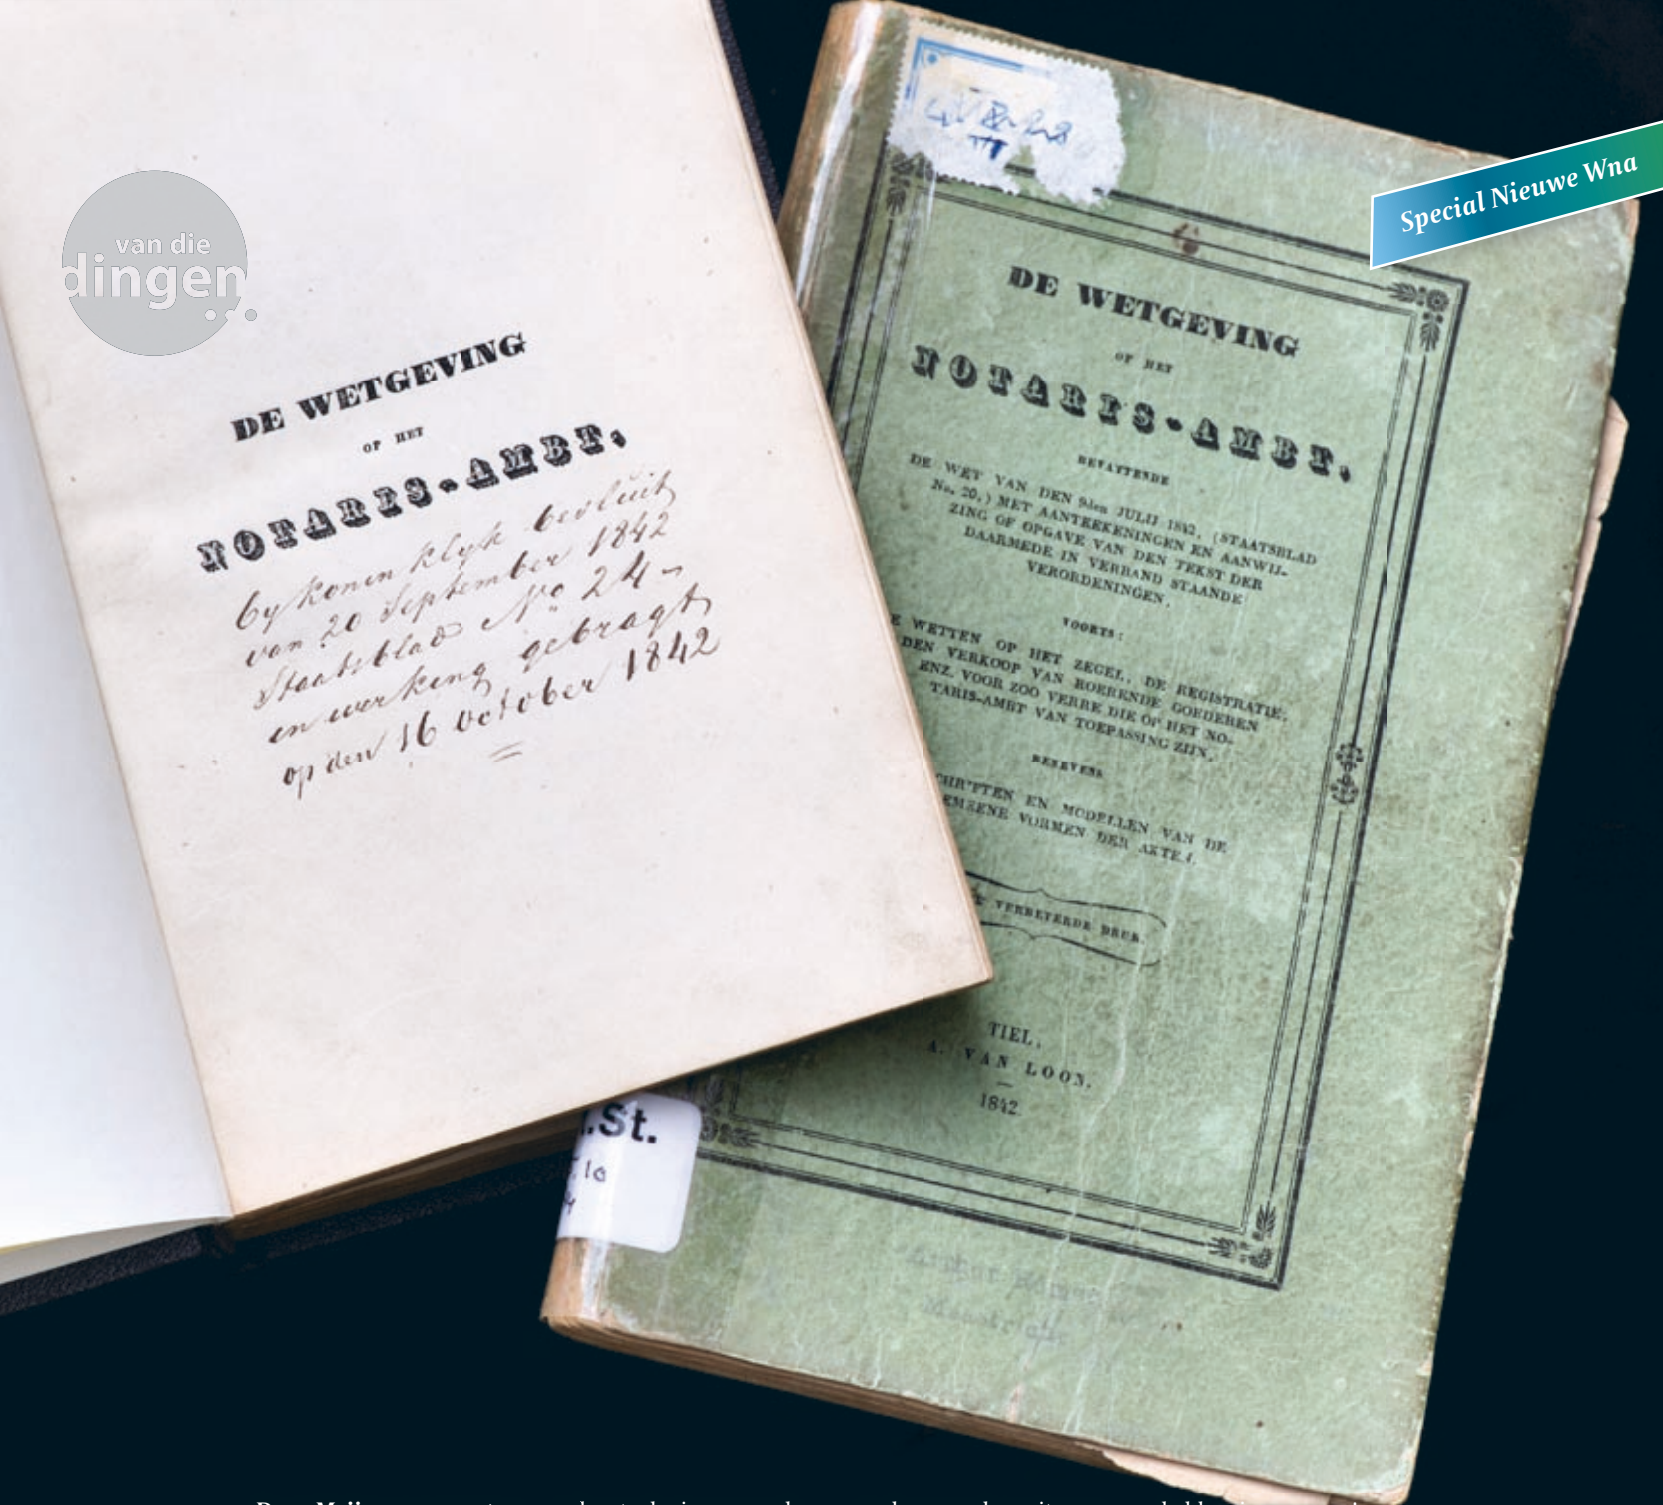 van die
dingen...
Special Nieuwe Wna
DE WETGEVING
OP HET
NOTARIS-AMBT,
by koninklyk besluit
van 20 September 1842
Staatsblad No 24 -
in werking gebragt
op den 16 October 1842
DE WETGEVING
OP HET
NOTARIS-AMBT,
BEVATTENDE
DE WET VAN DEN 9den JULIJ 1842, (STAATSBLAD
No. 20,) MET AANTEEKENINGEN EN AANWIJ-
ZING OF OPGAVE VAN DEN TEKST DER
DAARMEDE IN VERBAND STAANDE
VERORDENINGEN,
VOORTS:
E WETTEN OP HET ZEGEL, DE REGISTRATIE,
DEN VERKOOP VAN ROERENDE GOEDEREN
ENZ. VOOR ZOO VERRE DIE OP HET NO-
TARIS-AMBT VAN TOEPASSING ZIJN,
BENEVENS
CHRIFTEN EN MODELLEN VAN DE
EMEENE VORMEN DER AKTEN.
VERBETERDE DRUK.
TIEL,
A. VAN LOON.
1842.
.St.
10